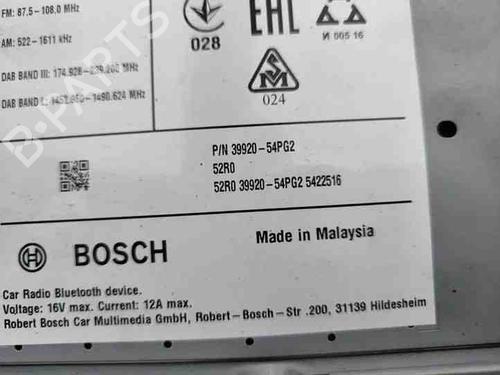 FM: 87.5 - 108.0 MHz
AM: 522 - 1611 kHz
DAB BAND III: 174.928 - 239.200 MHz
DAB BAND L: 1490.624 MHz
028
EAC
И 005 16
SM
024
P/N 39920-54PG2
52R0
52R0 39920-54PG2 5422516
BOSCH
Made in Malaysia
Car Radio Bluetooth device.
Voltage: 16V max. Current: 12A max.
Robert Bosch Car Multimedia GmbH, Robert-Bosch-Str .200, 31139 Hildesheim
B-PARTS